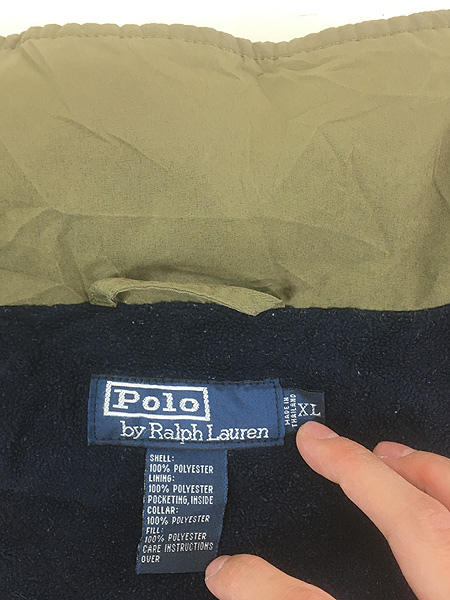 Polo
by Ralph Lauren
MADE IN
THAILAND
XL
SHELL:
100% POLYESTER
LINING:
100% POLYESTER
POCKETING, INSIDE
COLLAR:
100% POLYESTER
FILL:
100% POLYESTER
CARE INSTRUCTIONS
OVER